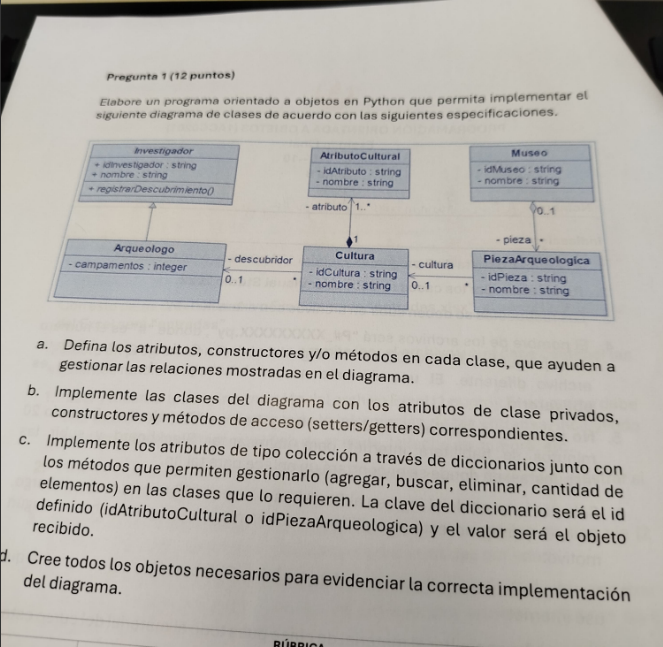 Pregunta 1 (12 puntos)
Elabore un programa orientado a objetos en Python que permita implementar el
siguiente diagrama de clases de acuerdo con las siguientes especificaciones.
Investigador
+ idInvestigador : string
+ nombre : string
+ registrarDescubrimiento()
AtributoCultural
- idAtributo : string
- nombre : string
Museo
- idMuseo : string
- nombre : string
- atributo 1..*
0..1
1
- pieza *
Arqueologo
- campamentos : integer
- descubridor
0..1 *
Cultura
- idCultura : string
- nombre : string
- cultura
0..1 *
PiezaArqueologica
- idPieza : string
- nombre : string
a. Defina los atributos, constructores y/o métodos en cada clase, que ayuden a
gestionar las relaciones mostradas en el diagrama.
b. Implemente las clases del diagrama con los atributos de clase privados,
constructores y métodos de acceso (setters/getters) correspondientes.
c. Implemente los atributos de tipo colección a través de diccionarios junto con
los métodos que permiten gestionarlo (agregar, buscar, eliminar, cantidad de
elementos) en las clases que lo requieren. La clave del diccionario será el id
definido (idAtributoCultural o idPiezaArqueologica) y el valor será el objeto
recibido.
d. Cree todos los objetos necesarios para evidenciar la correcta implementación
del diagrama.
RÚBRICA